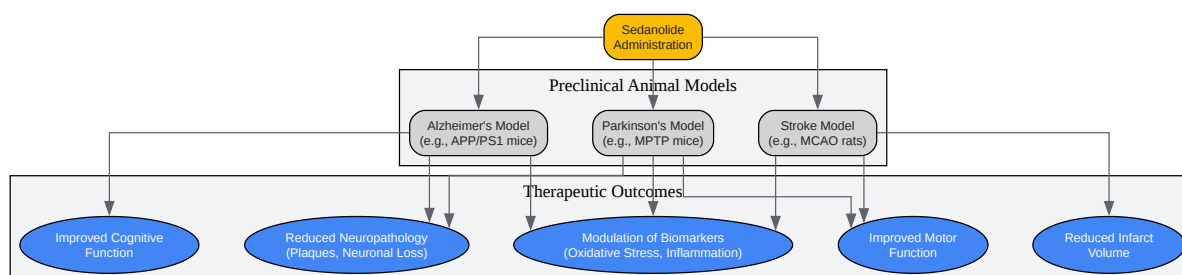 Sedanolide
Administration
Preclinical Animal Models
Alzheimer's Model
(e.g., APP/PS1 mice)
Parkinson's Model
(e.g., MPTP mice)
Stroke Model
(e.g., MCAO rats)
Therapeutic Outcomes
Improved Cognitive
Function
Reduced Neuropathology
(Plaques, Neuronal Loss)
Modulation of Biomarkers
(Oxidative Stress, Inflammation)
Improved Motor
Function
Reduced Infarct
Volume